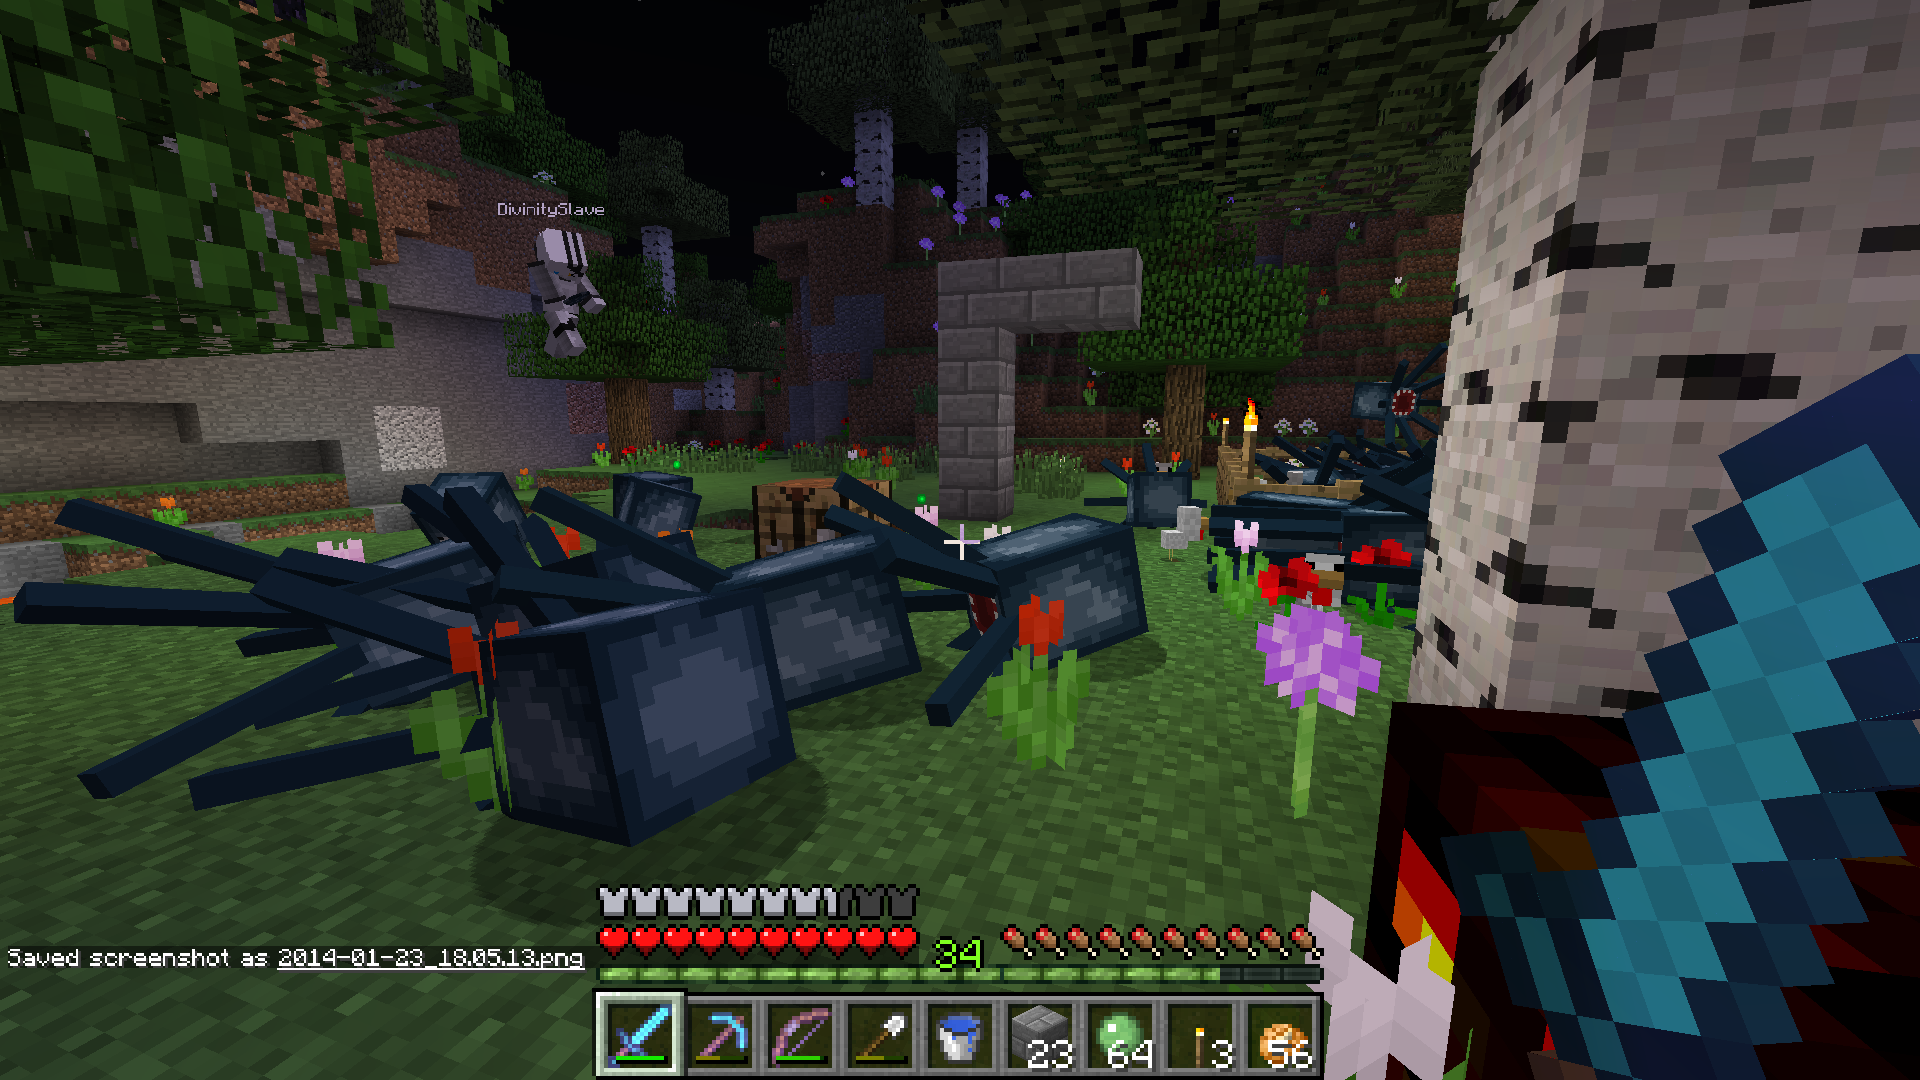 DivinitySlave
Saved screenshot as 2014-01-23_18.05.13.png
34
23
64
3
56